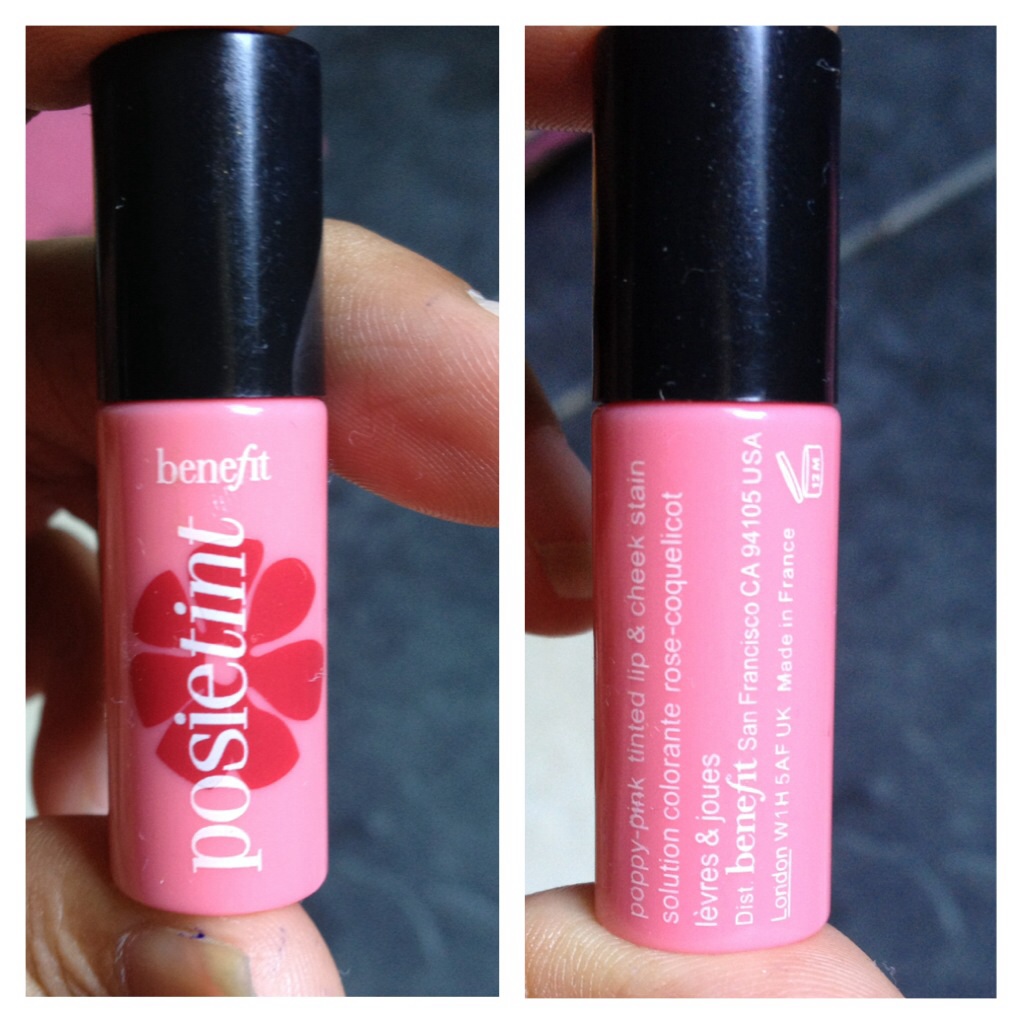 benefit
posietint
poppy-pink tinted lip & cheek stain
solution colorante rose-coquelicot
lèvres & joues
Dist. benefit San Francisco CA 94105 USA
London W1H 5AF UK Made in France
12M